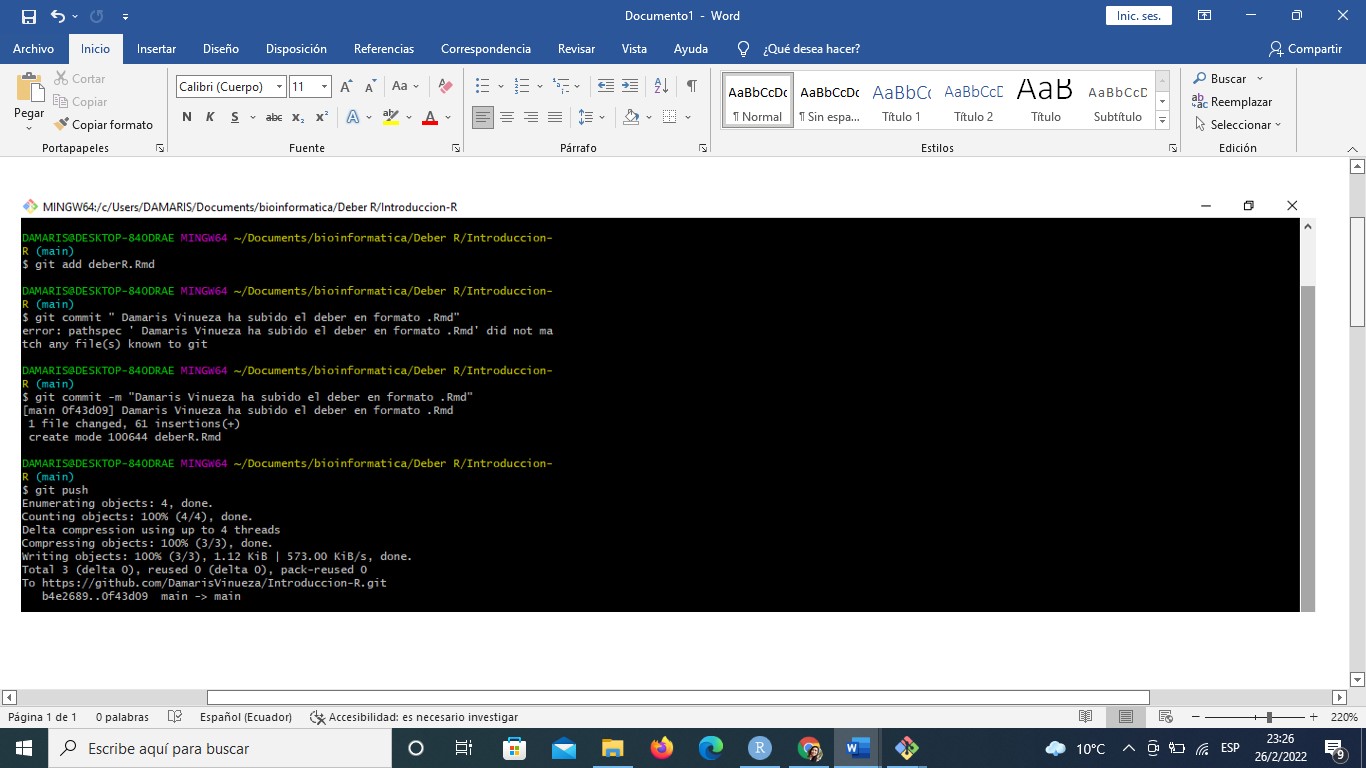 Documento1 - Word
Inic. ses.
Archivo Inicio Insertar Diseño Disposición Referencias Correspondencia Revisar Vista Ayuda ¿Qué desea hacer? Compartir
Pegar
Cortar
Copiar
Copiar formato
Portapapeles
Calibri (Cuerpo) 11 Aa
N K S abc x₂ x²
Fuente
Párrafo
AaBbCcDc AaBbCcDc AaBbCc AaBbCcD AaB AaBbCcD
¶ Normal ¶ Sin espa... Título 1 Título 2 Título Subtítulo
Estilos
Buscar
Reemplazar
Seleccionar
Edición
MINGW64:/c/Users/DAMARIS/Documents/bioinformatica/Deber R/Introduccion-R
DAMARIS@DESKTOP-84ODRAE MINGW64 ~/Documents/bioinformatica/Deber R/Introduccion-
R (main)
$ git add deberR.Rmd
DAMARIS@DESKTOP-84ODRAE MINGW64 ~/Documents/bioinformatica/Deber R/Introduccion-
R (main)
$ git commit " Damaris Vinueza ha subido el deber en formato .Rmd"
error: pathspec ' Damaris Vinueza ha subido el deber en formato .Rmd' did not ma
tch any file(s) known to git
DAMARIS@DESKTOP-84ODRAE MINGW64 ~/Documents/bioinformatica/Deber R/Introduccion-
R (main)
$ git commit -m "Damaris Vinueza ha subido el deber en formato .Rmd"
[main 0f43d09] Damaris Vinueza ha subido el deber en formato .Rmd
 1 file changed, 61 insertions(+)
 create mode 100644 deberR.Rmd
DAMARIS@DESKTOP-84ODRAE MINGW64 ~/Documents/bioinformatica/Deber R/Introduccion-
R (main)
$ git push
Enumerating objects: 4, done.
Counting objects: 100% (4/4), done.
Delta compression using up to 4 threads
Compressing objects: 100% (3/3), done.
Writing objects: 100% (3/3), 1.12 KiB | 573.00 KiB/s, done.
Total 3 (delta 0), reused 0 (delta 0), pack-reused 0
To https://github.com/DamarisVinueza/Introduccion-R.git
   b4e2689..0f43d09  main -> main
Página 1 de 1 0 palabras Español (Ecuador) Accesibilidad: es necesario investigar 220%
Escribe aquí para buscar
10°C ESP
23:26
26/2/2022
9